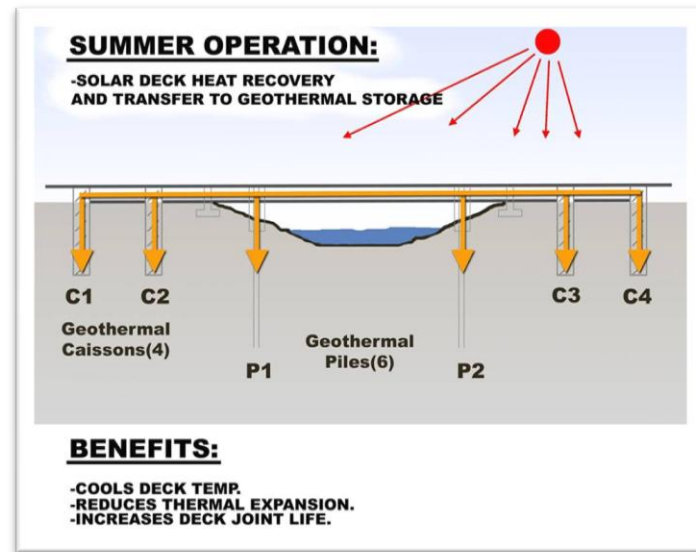 SUMMER OPERATION:
-SOLAR DECK HEAT RECOVERY
AND TRANSFER TO GEOTHERMAL STORAGE
C1
C2
C3
C4
Geothermal
Caissons(4)
Geothermal
Piles(6)
P1
P2
BENEFITS:
-COOLS DECK TEMP.
-REDUCES THERMAL EXPANSION.
-INCREASES DECK JOINT LIFE.